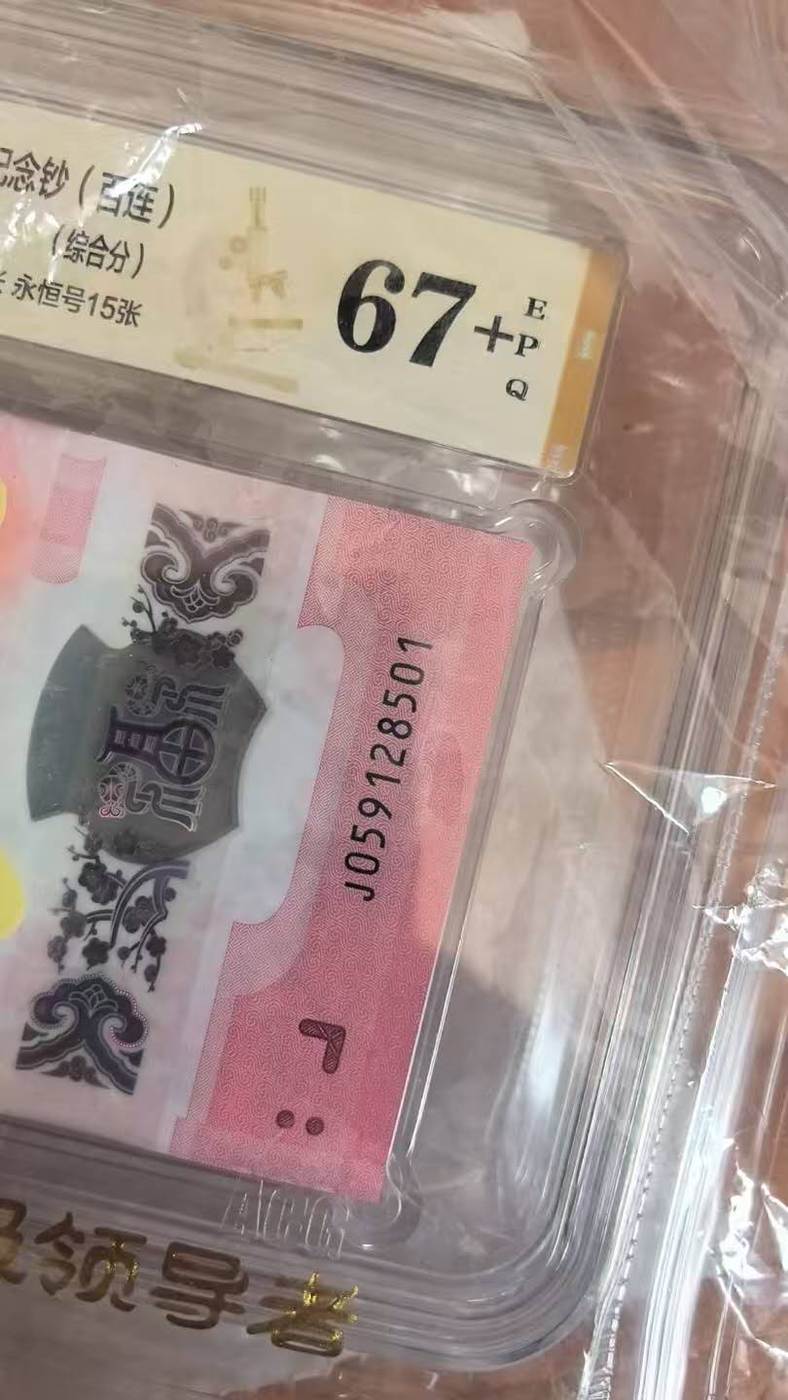 纪念钞（百连）
（综合分）
永恒号15张
67+
EPQ
J059128501
领导者